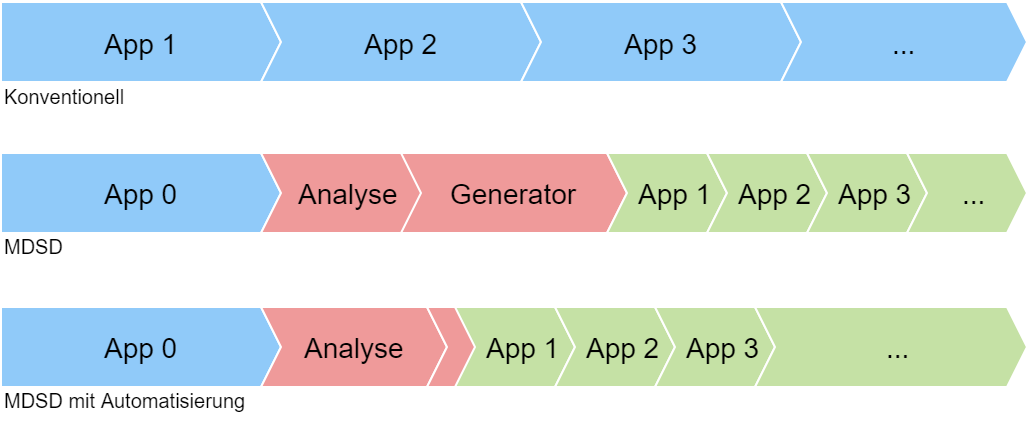 App 1 App 2 App 3 ...
Konventionell
App 0 Analyse Generator App 1 App 2 App 3 ...
MDSD
App 0 Analyse App 1 App 2 App 3 ...
MDSD mit Automatisierung